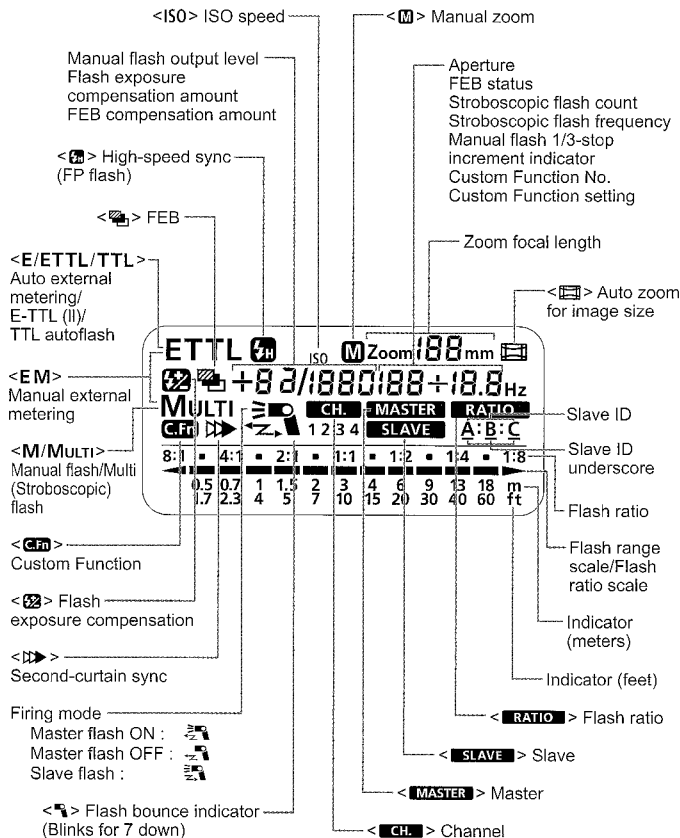 <ISO> ISO speed
<M> Manual zoom
Manual flash output level
Flash exposure
compensation amount
FEB compensation amount
Aperture
FEB status
Stroboscopic flash count
Stroboscopic flash frequency
Manual flash 1/3-stop
increment indicator
Custom Function No.
Custom Function setting
<H> High-speed sync
(FP flash)
< > FEB
Zoom focal length
<E/ETTL/TTL>
Auto external
metering/
E-TTL (II)/
TTL autoflash
< > Auto zoom
for image size
<EM>
Manual external
metering
<M/MULTI>
Manual flash/Multi
(Stroboscopic)
flash
<C.Fn>
Custom Function
< > Flash
exposure compensation
< >
Second-curtain sync
Firing mode
Master flash ON :
Master flash OFF :
Slave flash :
< > Flash bounce indicator
(Blinks for 7 down)
ETTL H ISO M Zoom 188 mm
+8 /1880188÷18.8 Hz
MULTI CH. MASTER RATIO
C.Fn 1 2 3 4 SLAVE A:B:C
8:1 ▪ 4:1 ▪ 2:1 ▪ 1:1 ▪ 1:2 ▪ 1:4 ▪ 1:8
0.5 0.7 1 1.5 2 3 4 6 9 13 18 m
1.7 2.3 4 5 7 10 15 20 30 40 60 ft
Slave ID
Slave ID
underscore
Flash ratio
Flash range
scale/Flash
ratio scale
Indicator
(meters)
Indicator (feet)
<RATIO> Flash ratio
<SLAVE> Slave
<MASTER> Master
<CH.> Channel